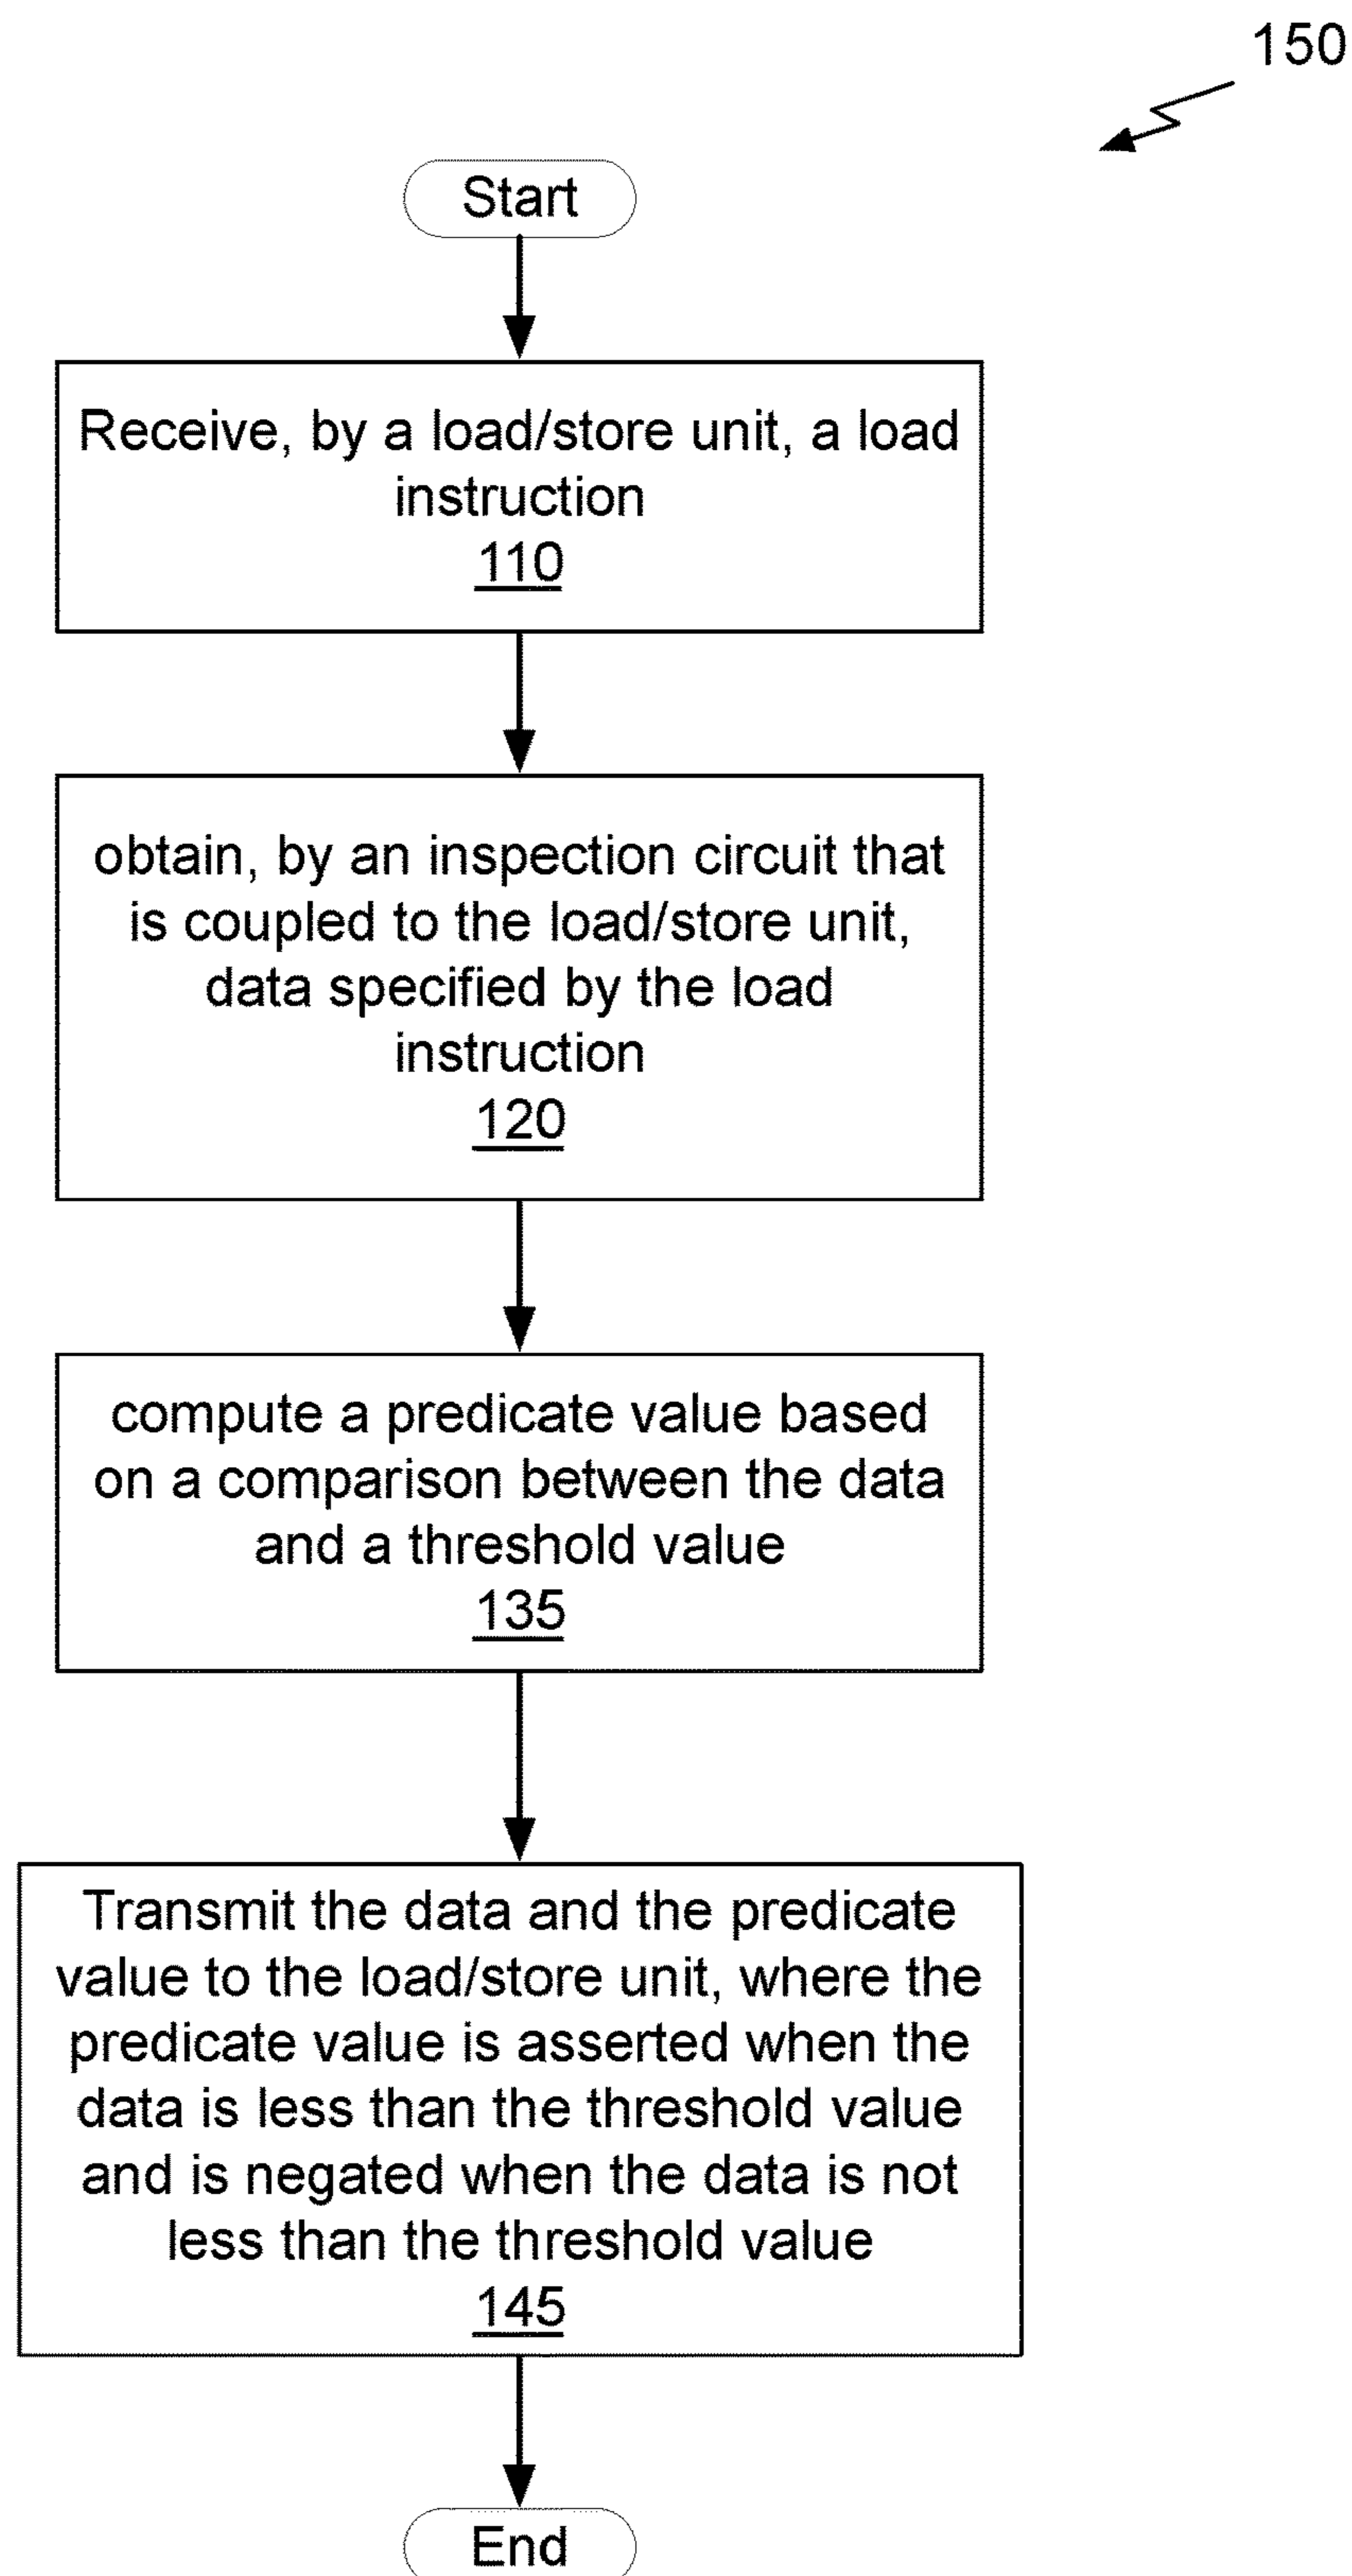 150
Start
Receive, by a load/store unit, a load
instruction
110
obtain, by an inspection circuit that
is coupled to the load/store unit,
data specified by the load
instruction
120
compute a predicate value based
on a comparison between the data
and a threshold value
135
Transmit the data and the predicate
value to the load/store unit, where the
predicate value is asserted when the
data is less than the threshold value
and is negated when the data is not
less than the threshold value
145
End